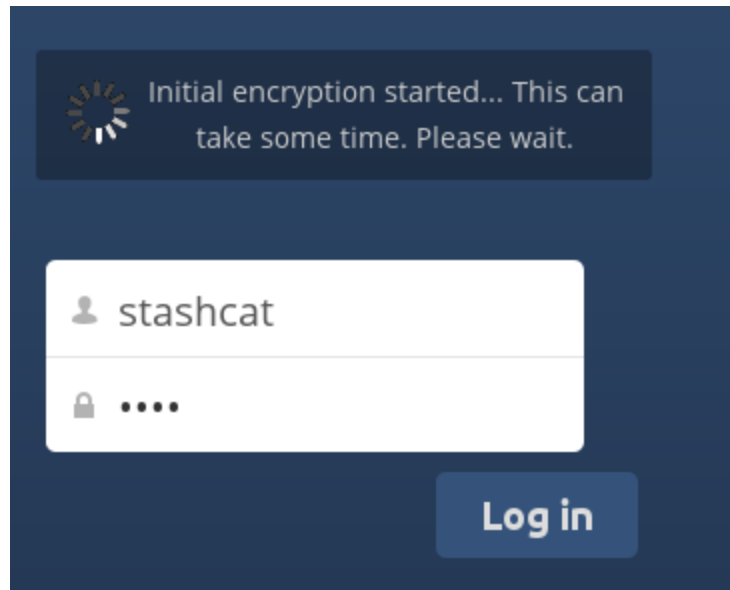 Initial encryption started... This can
take some time. Please wait.
stashcat
••••
Log in